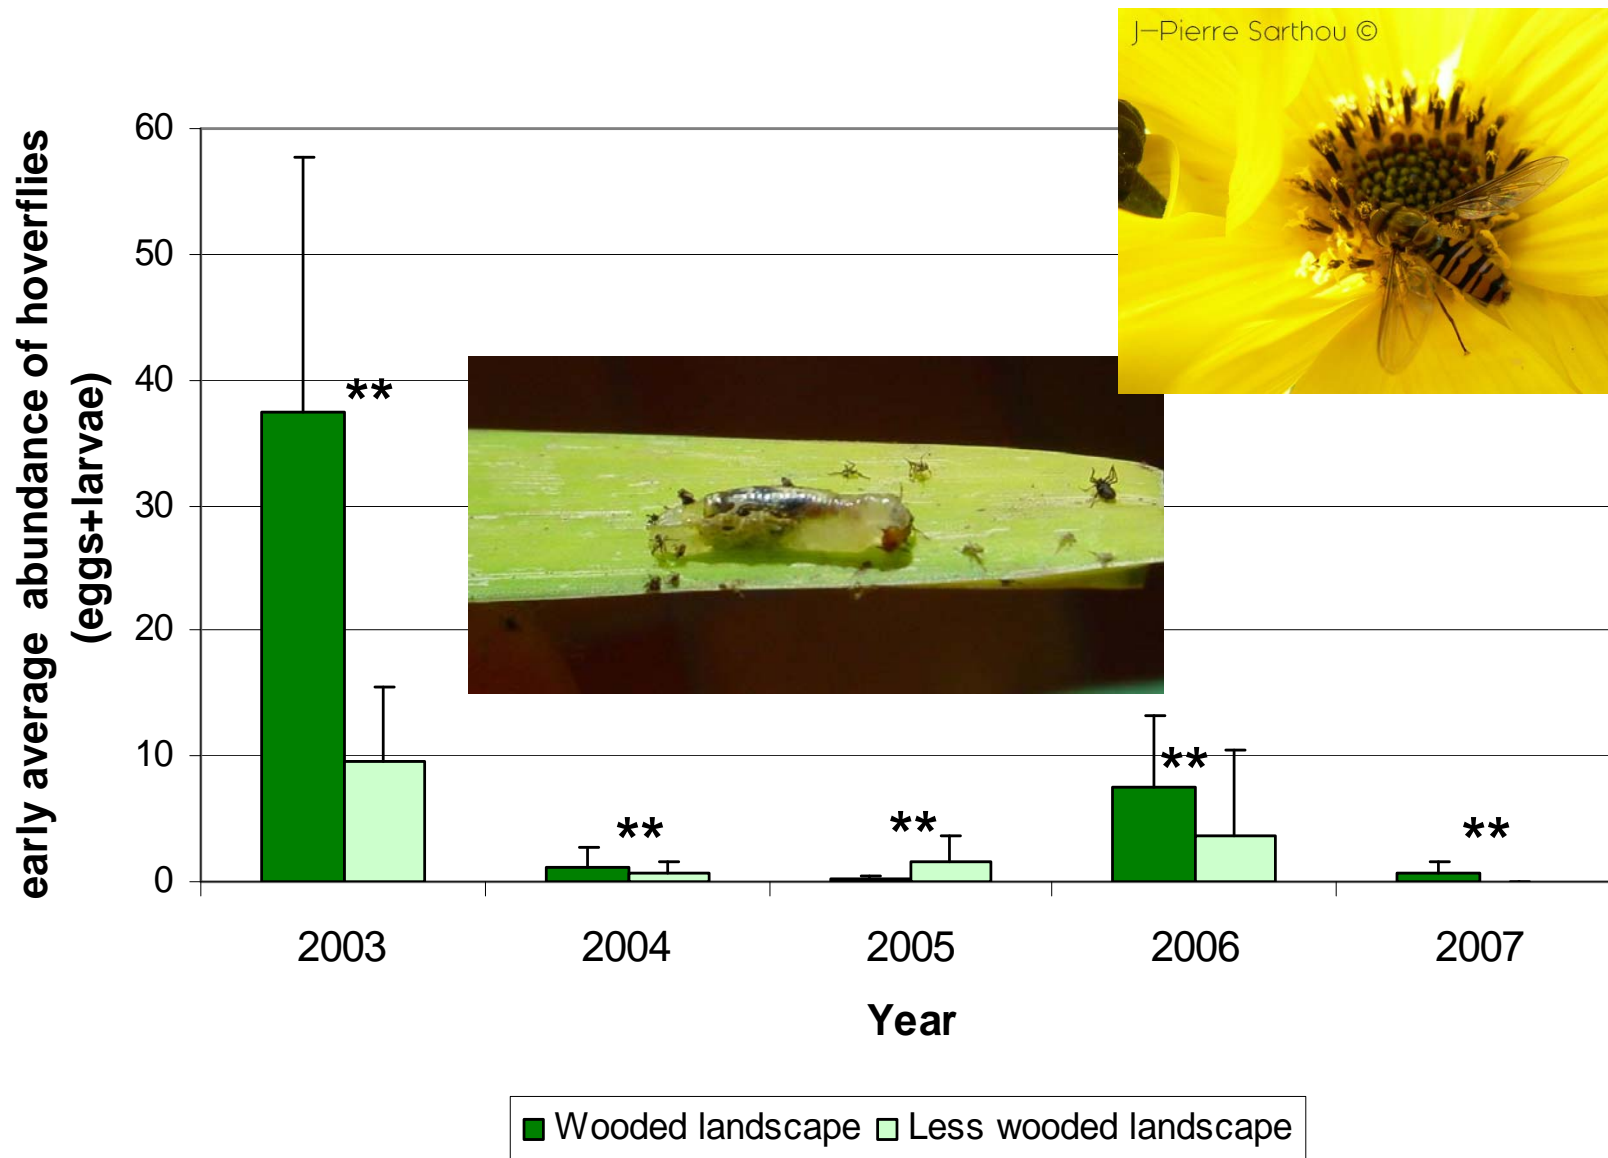 J-Pierre Sarthou ©
early average abundance of hoverflies
(eggs+larvae)
60
50
40
30
20
10
0
**
**
**
**
**
2003 2004 2005 2006 2007
Year
Wooded landscape Less wooded landscape